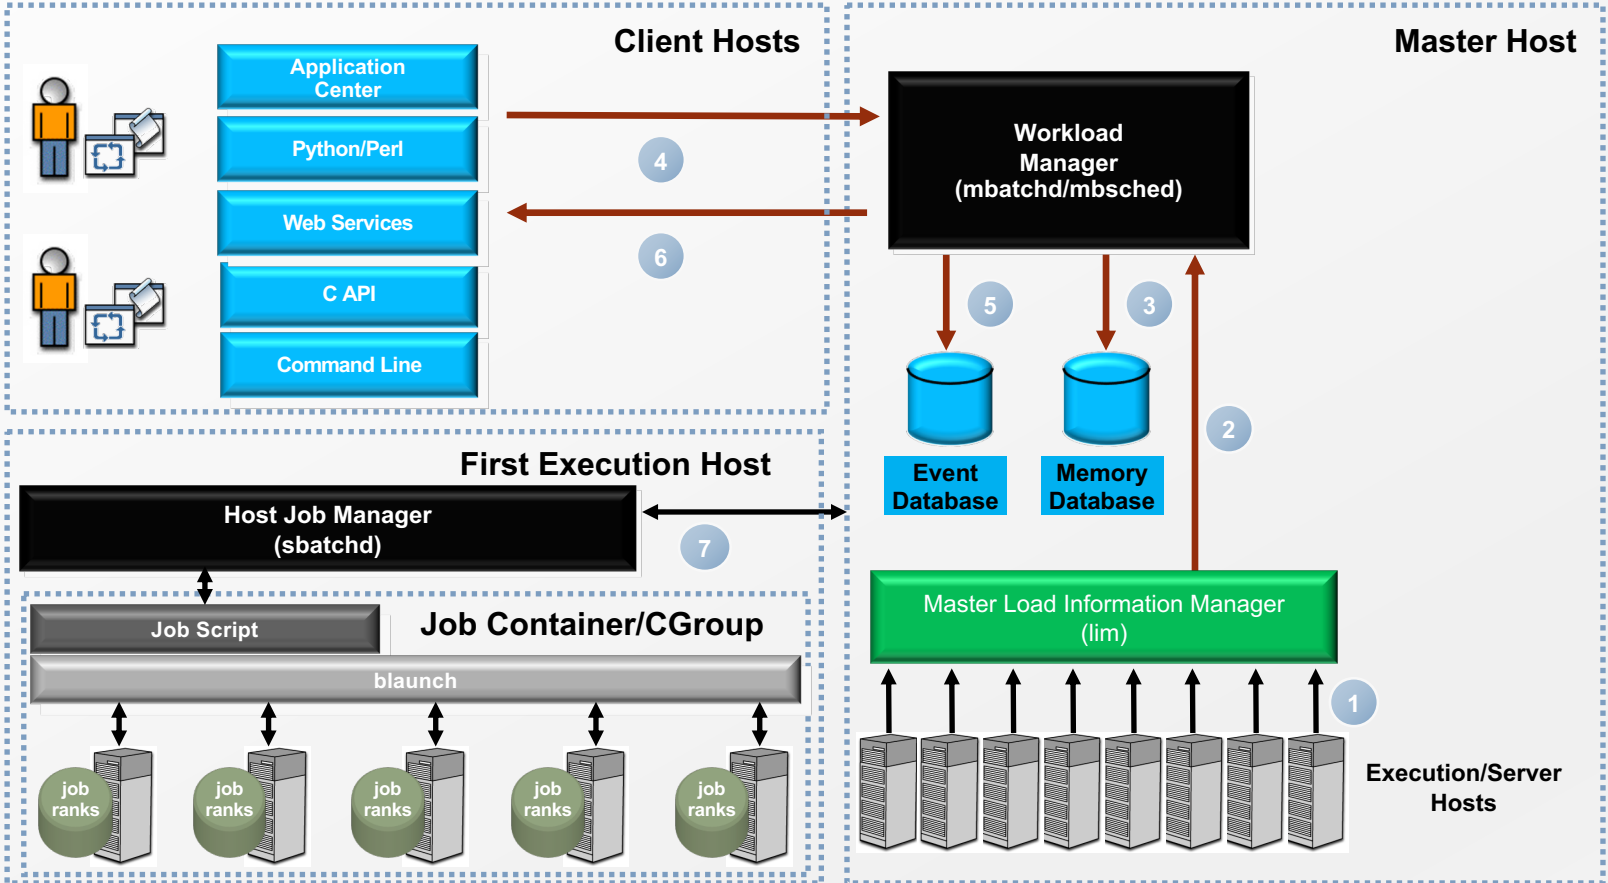 Client Hosts
Application
Center
Python/Perl
Web Services
C API
Command Line
4
6
Master Host
Workload
Manager
(mbatchd/mbsched)
5
3
2
Event
Database
Memory
Database
Master Load Information Manager
(lim)
1
Execution/Server
Hosts
First Execution Host
Host Job Manager
(sbatchd)
7
Job Script
Job Container/CGroup
blaunch
job
ranks
job
ranks
job
ranks
job
ranks
job
ranks